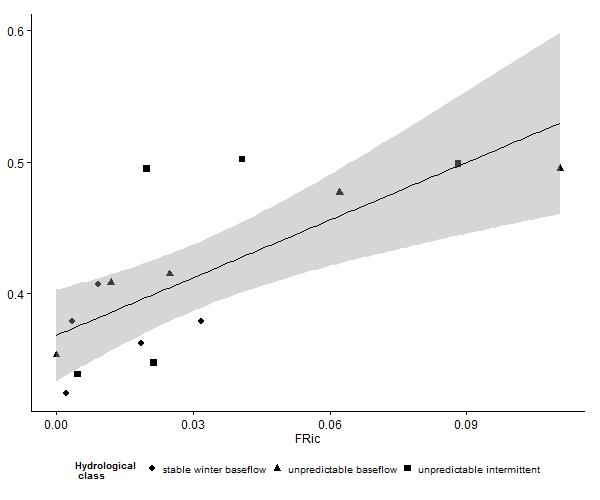 0.6
0.5
0.4
0.00 0.03 0.06 0.09
FRic
Hydrological
class
stable winter baseflow unpredictable baseflow unpredictable intermittent